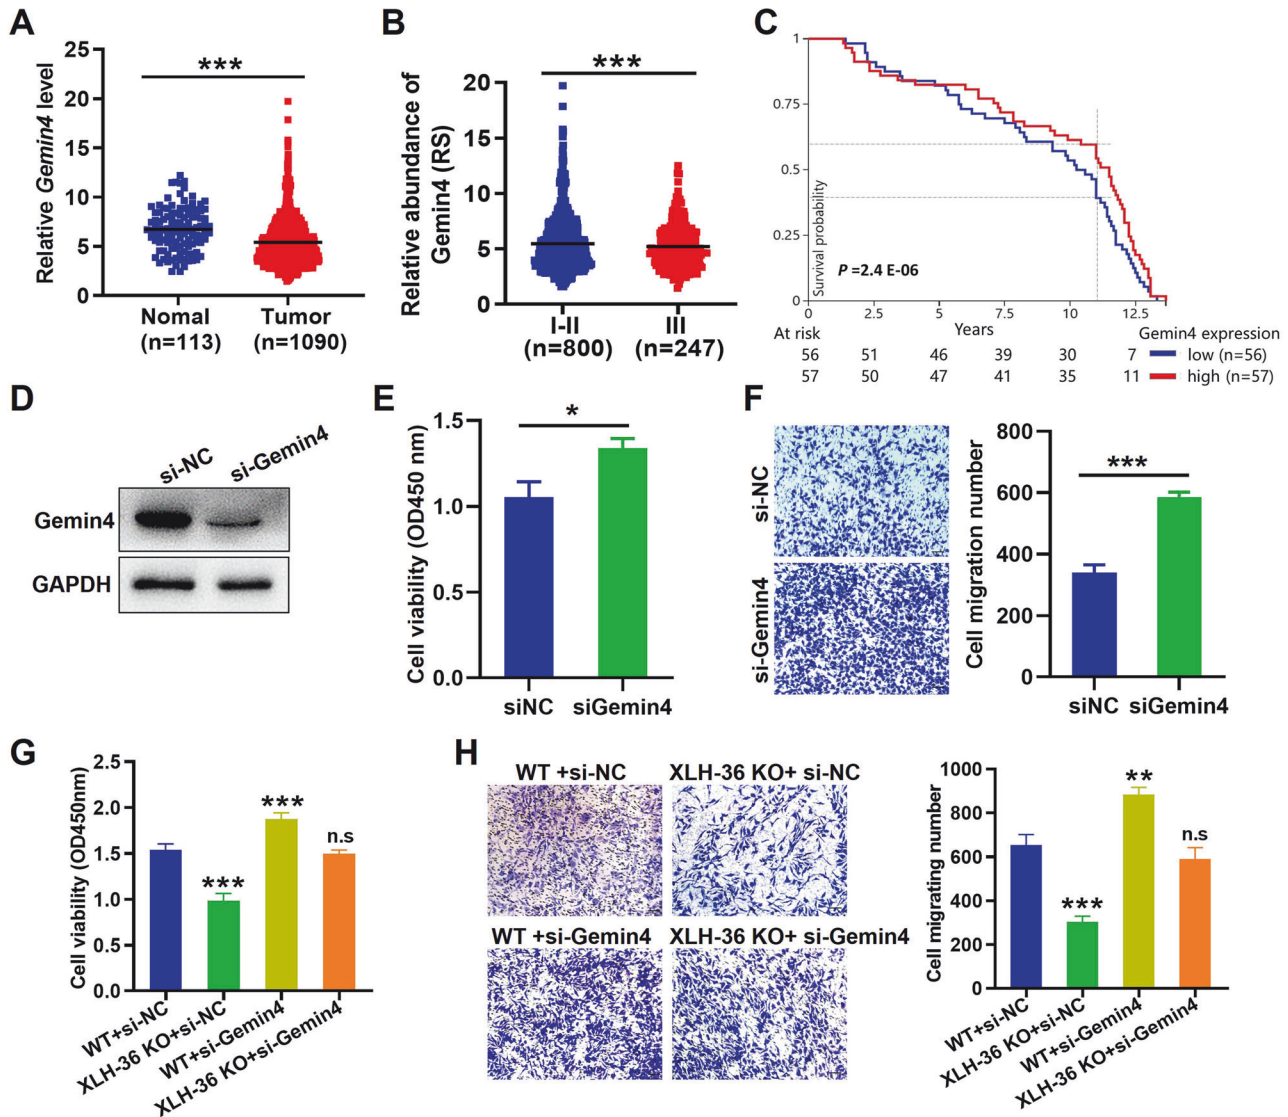 A
Relative Gemin4 level
25
20
15
10
5
0
***
Nomal
(n=113)
Tumor
(n=1090)
B
Relative abundance of
Gemin4 (RS)
20
15
10
5
0
***
I-II
(n=800)
III
(n=247)
C
1
0.75
0.5
0.25
0
Survival probability
P =2.4 E-06
0
2.5
5
7.5
10
12.5
Years
At risk
Gemin4 expression
56 51 46 39 30 7 low (n=56)
57 50 47 41 35 11 high (n=57)
D
si-NC
si-Gemin4
Gemin4
GAPDH
E
Cell viability (OD450 nm)
1.5
1.0
0.5
0.0
*
siNC
siGemin4
F
si-NC
si-Gemin4
Cell migration number
800
600
400
200
0
***
siNC
siGemin4
G
Cell viability (OD450nm)
2.5
2.0
1.5
1.0
0.5
0.0
***
***
n.s
WT+si-NC
XLH-36 KO+si-NC
WT+si-Gemin4
XLH-36 KO+si-Gemin4
H
WT +si-NC
XLH-36 KO+ si-NC
WT +si-Gemin4
XLH-36 KO+ si-Gemin4
Cell migrating number
1000
800
600
400
200
0
***
**
n.s
WT+si-NC
XLH-36 KO+si-NC
WT+si-Gemin4
XLH-36 KO+si-Gemin4